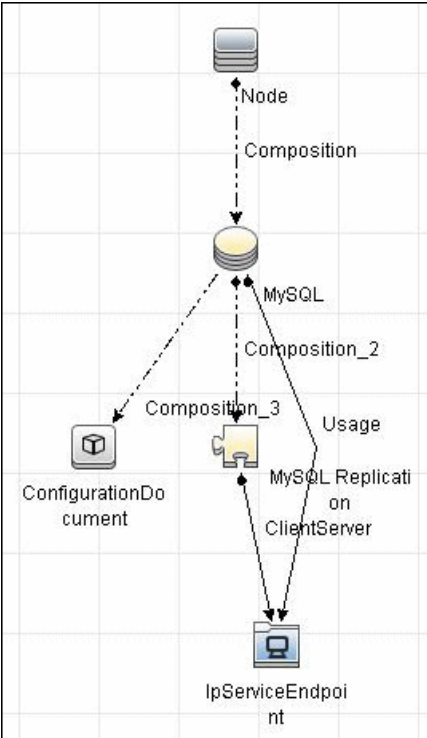 Node
Composition
MySQL
Composition_2
Composition_3
Usage
ConfigurationDo
cument
MySQL Replicati
on
ClientServer
IpServiceEndpoi
nt